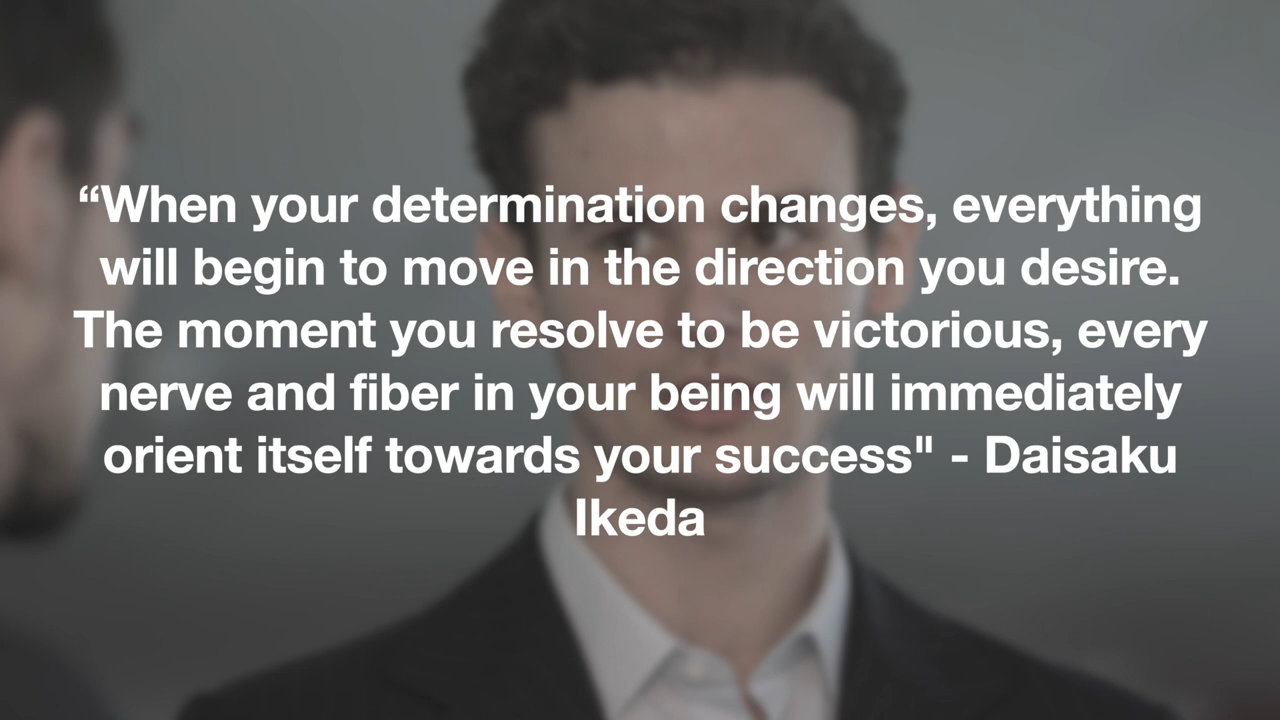 “When your determination changes, everything
will begin to move in the direction you desire.
The moment you resolve to be victorious, every
nerve and fiber in your being will immediately
orient itself towards your success" - Daisaku
Ikeda